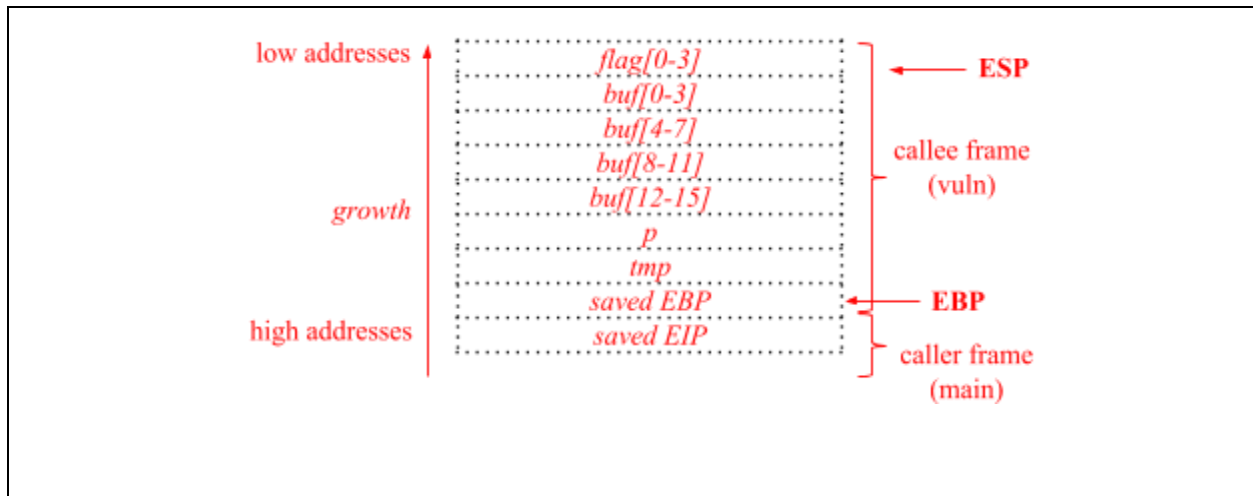 low addresses
flag[0-3]
ESP
buf[0-3]
buf[4-7]
callee frame
(vuln)
buf[8-11]
growth
buf[12-15]
p
tmp
saved EBP
EBP
high addresses
saved EIP
caller frame
(main)